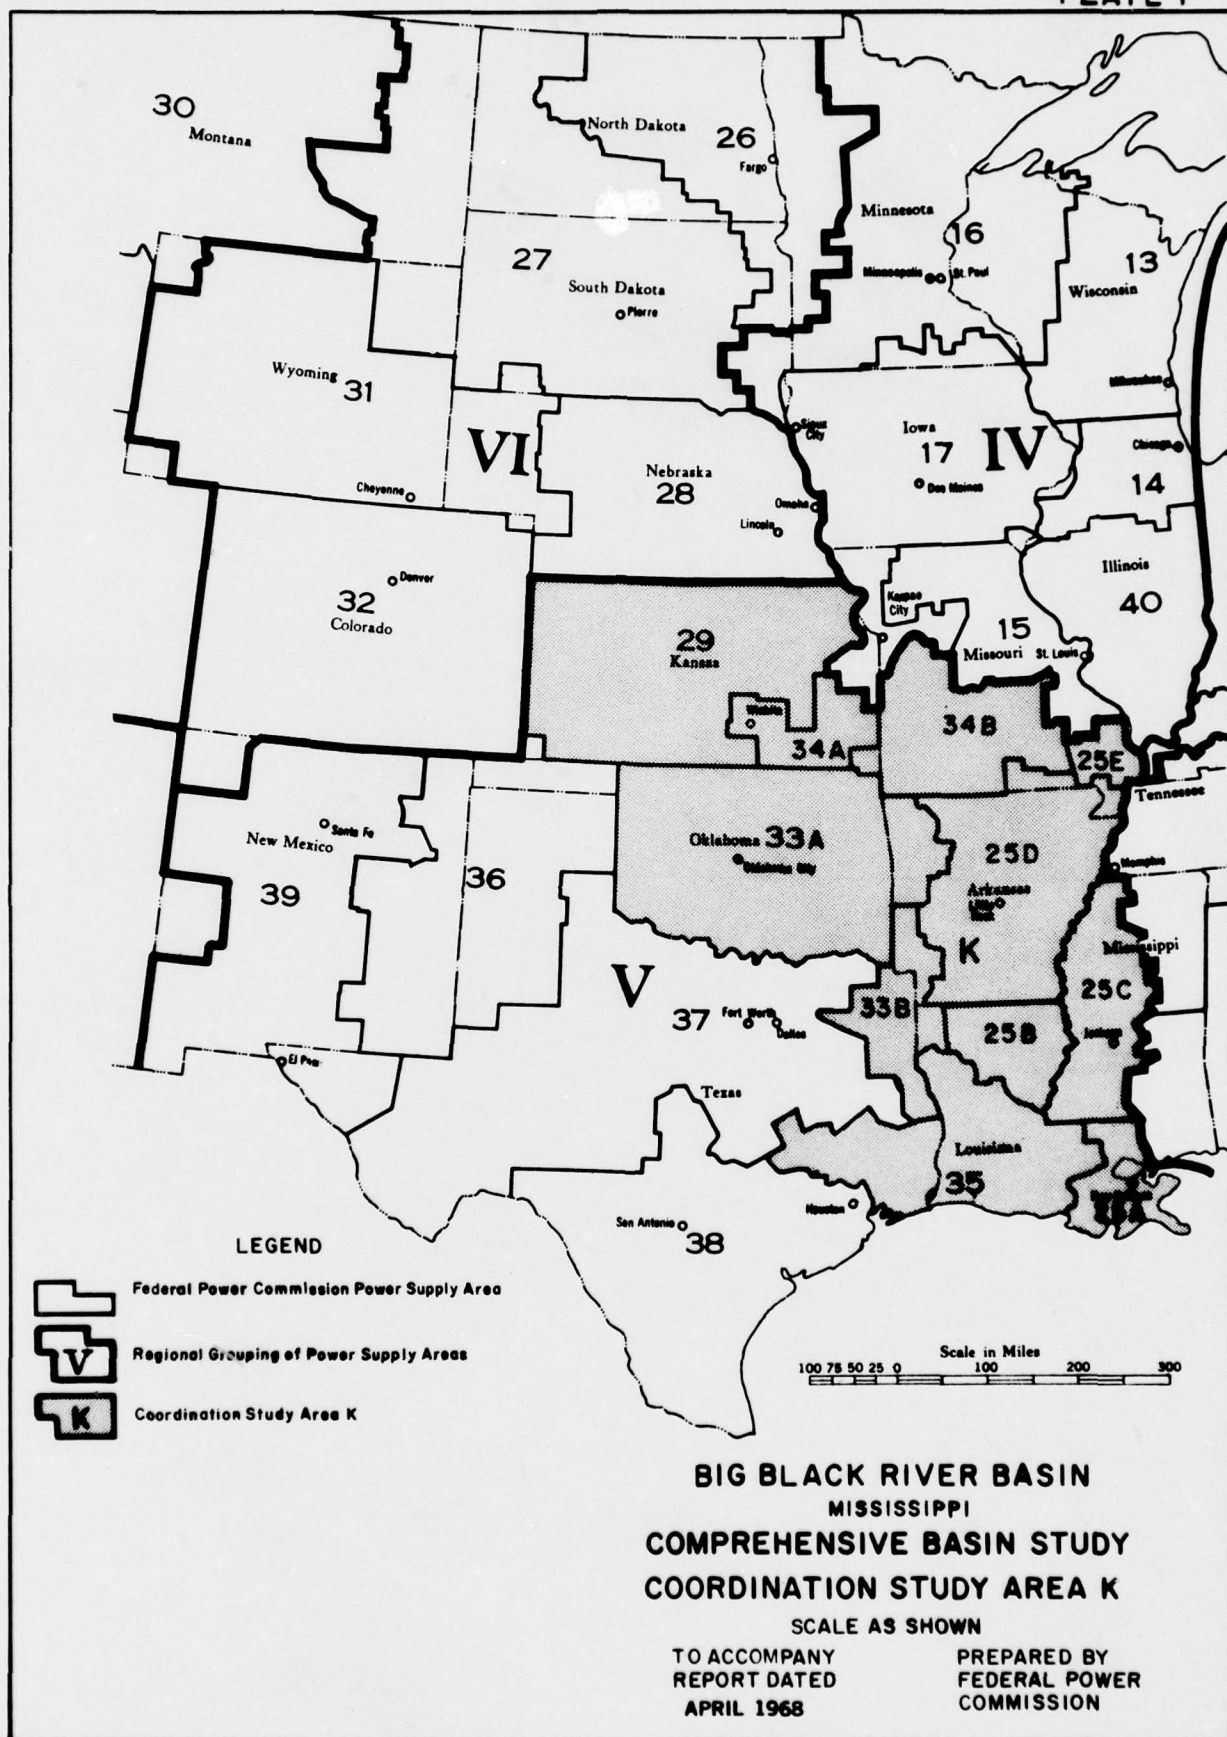 30
Montana
North Dakota
26
Fargo
Minnesota
16
27
13
Minneapolis
St. Paul
South Dakota
Wisconsin
Pierre
Wyoming
31
Milwaukee
Iowa
Sioux
City
VI
17
IV
Chicago
Nebraska
28
14
Cheyenne
Des Moines
Omaha
Lincoln
Illinois
Denver
32
Colorado
Kansas
City
40
29
Kansas
15
Missouri
St. Louis
Wichita
34B
34A
25E
Tennessee
Santa Fe
New Mexico
Oklahoma
33A
Oklahoma City
25D
Memphis
36
39
Arkansas
Little
Rock
K
Mississippi
V
25C
37
Fort Worth
Dallas
33B
25B
Jackson
El Paso
Texas
Louisiana
35
Houston
San Antonio
38
LEGEND
Federal Power Commission Power Supply Area
V
Regional Grouping of Power Supply Areas
K
Coordination Study Area K
Scale in Miles
100 75 50 25 0 100 200 300
BIG BLACK RIVER BASIN
MISSISSIPPI
COMPREHENSIVE BASIN STUDY
COORDINATION STUDY AREA K
SCALE AS SHOWN
TO ACCOMPANY
REPORT DATED
APRIL 1968
PREPARED BY
FEDERAL POWER
COMMISSION